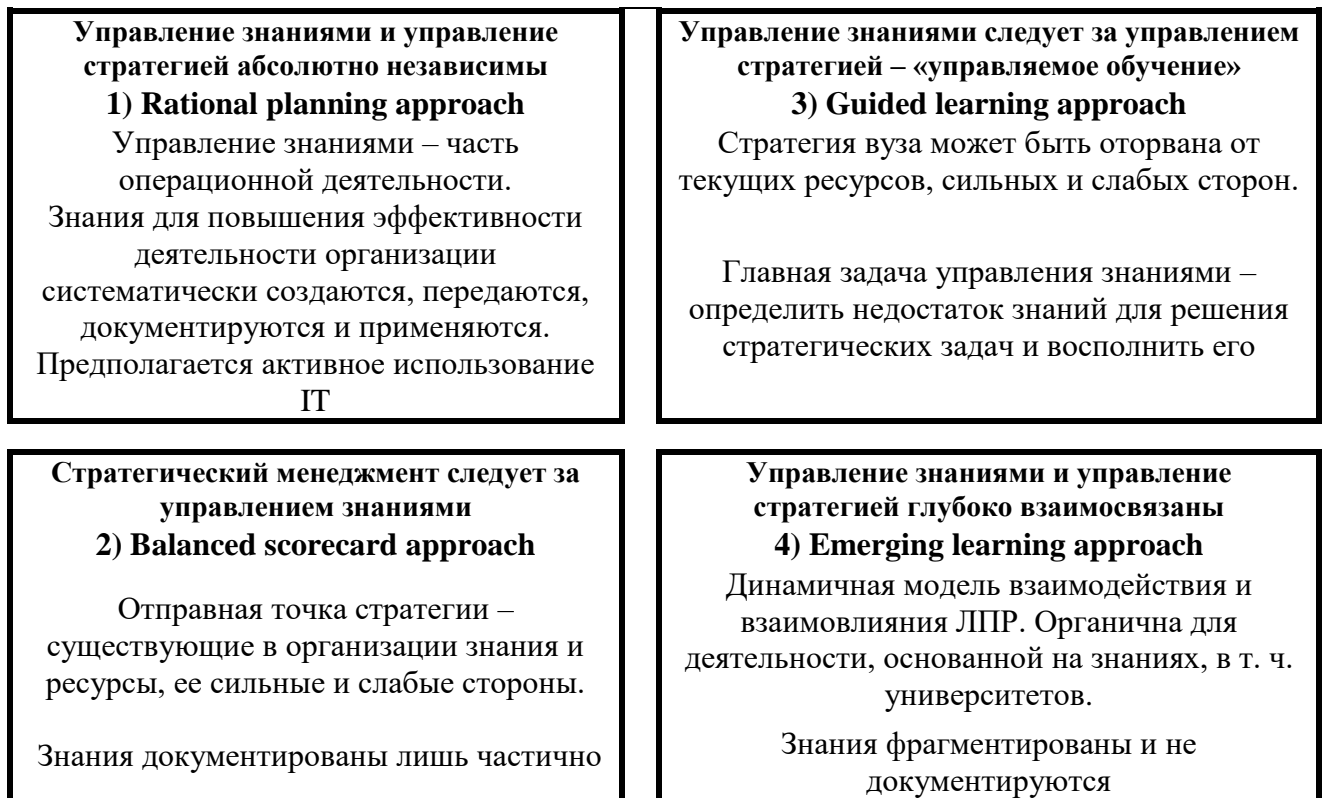 Управление знаниями и управление
стратегией абсолютно независимы
1) Rational planning approach
Управление знаниями – часть
операционной деятельности.
Знания для повышения эффективности
деятельности организации
систематически создаются, передаются,
документируются и применяются.
Предполагается активное использование
IT
Управление знаниями следует за управлением
стратегией – «управляемое обучение»
3) Guided learning approach
Стратегия вуза может быть оторвана от
текущих ресурсов, сильных и слабых сторон.
Главная задача управления знаниями –
определить недостаток знаний для решения
стратегических задач и восполнить его
Стратегический менеджмент следует за
управлением знаниями
2) Balanced scorecard approach
Отправная точка стратегии –
существующие в организации знания и
ресурсы, ее сильные и слабые стороны.
Знания документированы лишь частично
Управление знаниями и управление
стратегией глубоко взаимосвязаны
4) Emerging learning approach
Динамичная модель взаимодействия и
взаимовлияния ЛПР. Органична для
деятельности, основанной на знаниях, в т. ч.
университетов.
Знания фрагментированы и не
документируются